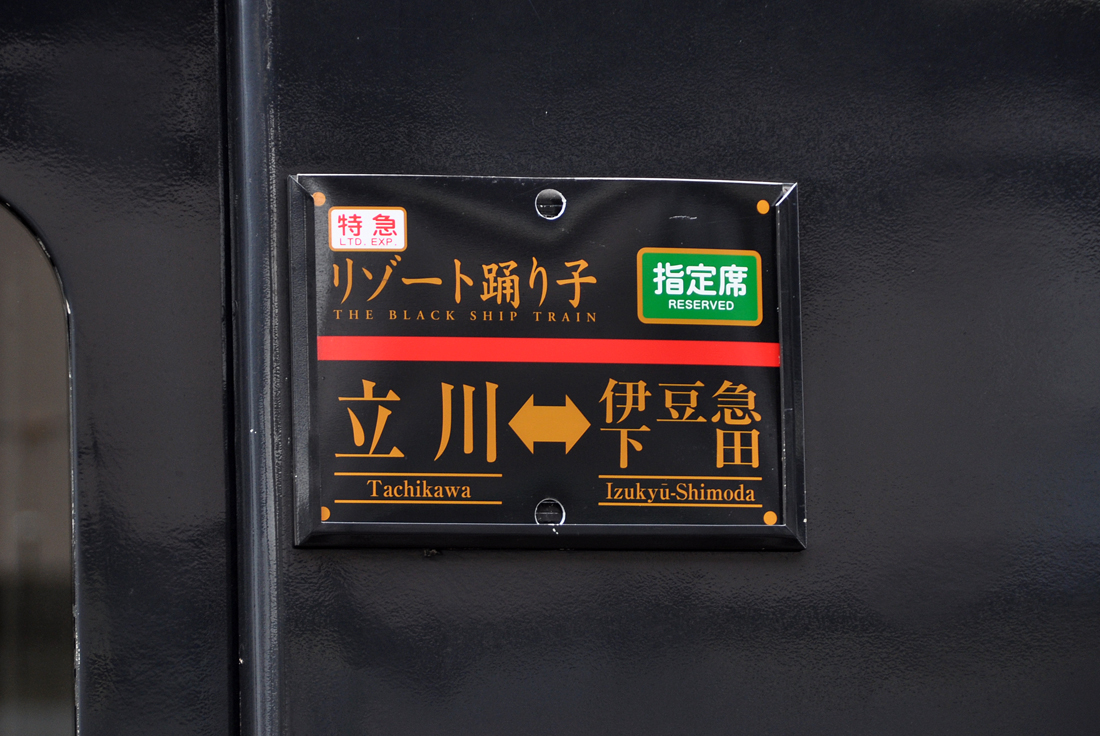 特急
LTD. EXP.
リゾート踊り子
THE BLACK SHIP TRAIN
指定席
RESERVED
立川
伊豆急
下田
Tachikawa
Izukyū-Shimoda